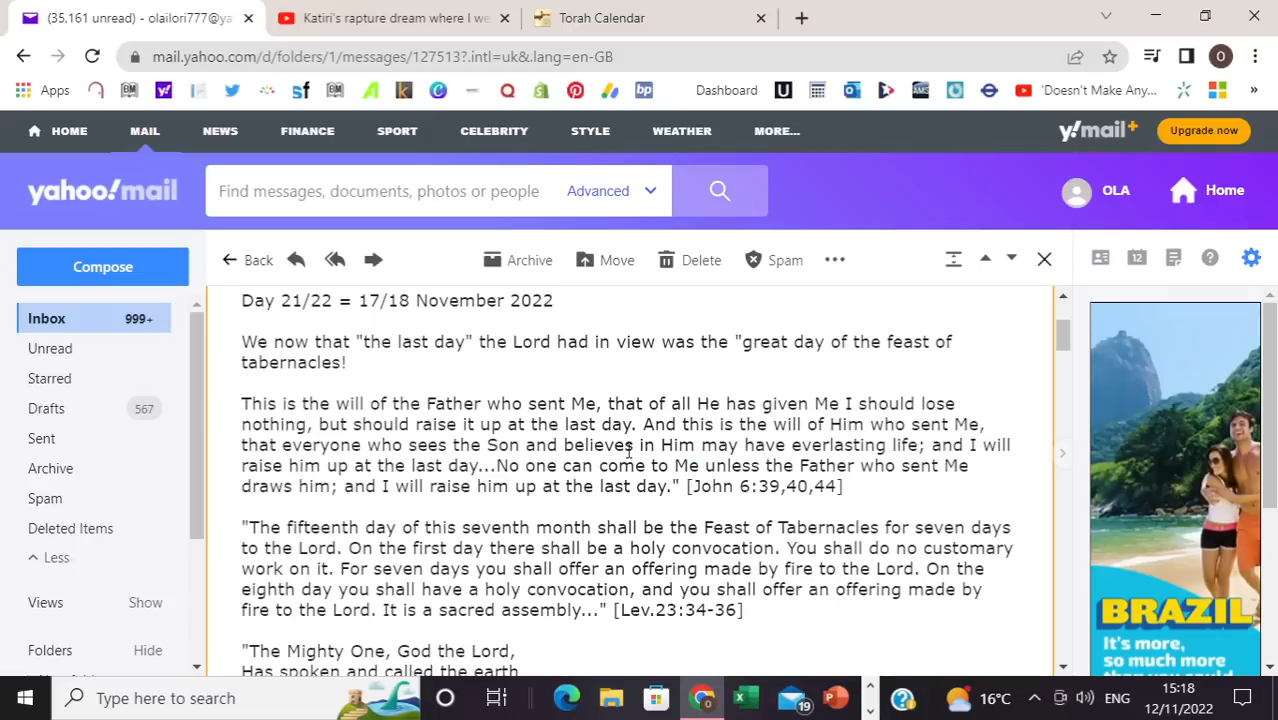 (35,161 unread) - olailori777@ya
Katiri's rapture dream where I we
Torah Calendar
mail.yahoo.com/d/folders/1/messages/127513?.intl=uk&.lang=en-GB
O
Apps
Dashboard
'Doesn't Make Any...
HOME MAIL NEWS FINANCE SPORT CELEBRITY STYLE WEATHER MORE...
y!mail+
Upgrade now
yahoo!mail
Find messages, documents, photos or people
Advanced
OLA
Home
Compose
Back
Archive
Move
Delete
Spam
12
Inbox 999+
Unread
Starred
Drafts 567
Sent
Archive
Spam
Deleted Items
Less
Views Show
Folders Hide
Day 21/22 = 17/18 November 2022
We now that "the last day" the Lord had in view was the "great day of the feast of
tabernacles!
This is the will of the Father who sent Me, that of all He has given Me I should lose
nothing, but should raise it up at the last day. And this is the will of Him who sent Me,
that everyone who sees the Son and believes in Him may have everlasting life; and I will
raise him up at the last day...No one can come to Me unless the Father who sent Me
draws him; and I will raise him up at the last day." [John 6:39,40,44]
"The fifteenth day of this seventh month shall be the Feast of Tabernacles for seven days
to the Lord. On the first day there shall be a holy convocation. You shall do no customary
work on it. For seven days you shall offer an offering made by fire to the Lord. On the
eighth day you shall have a holy convocation, and you shall offer an offering made by
fire to the Lord. It is a sacred assembly..." [Lev.23:34-36]
"The Mighty One, God the Lord,
Has spoken and called the earth
BRAZIL
It's more,
so much more
Type here to search
19
16°C
ENG
15:18
12/11/2022